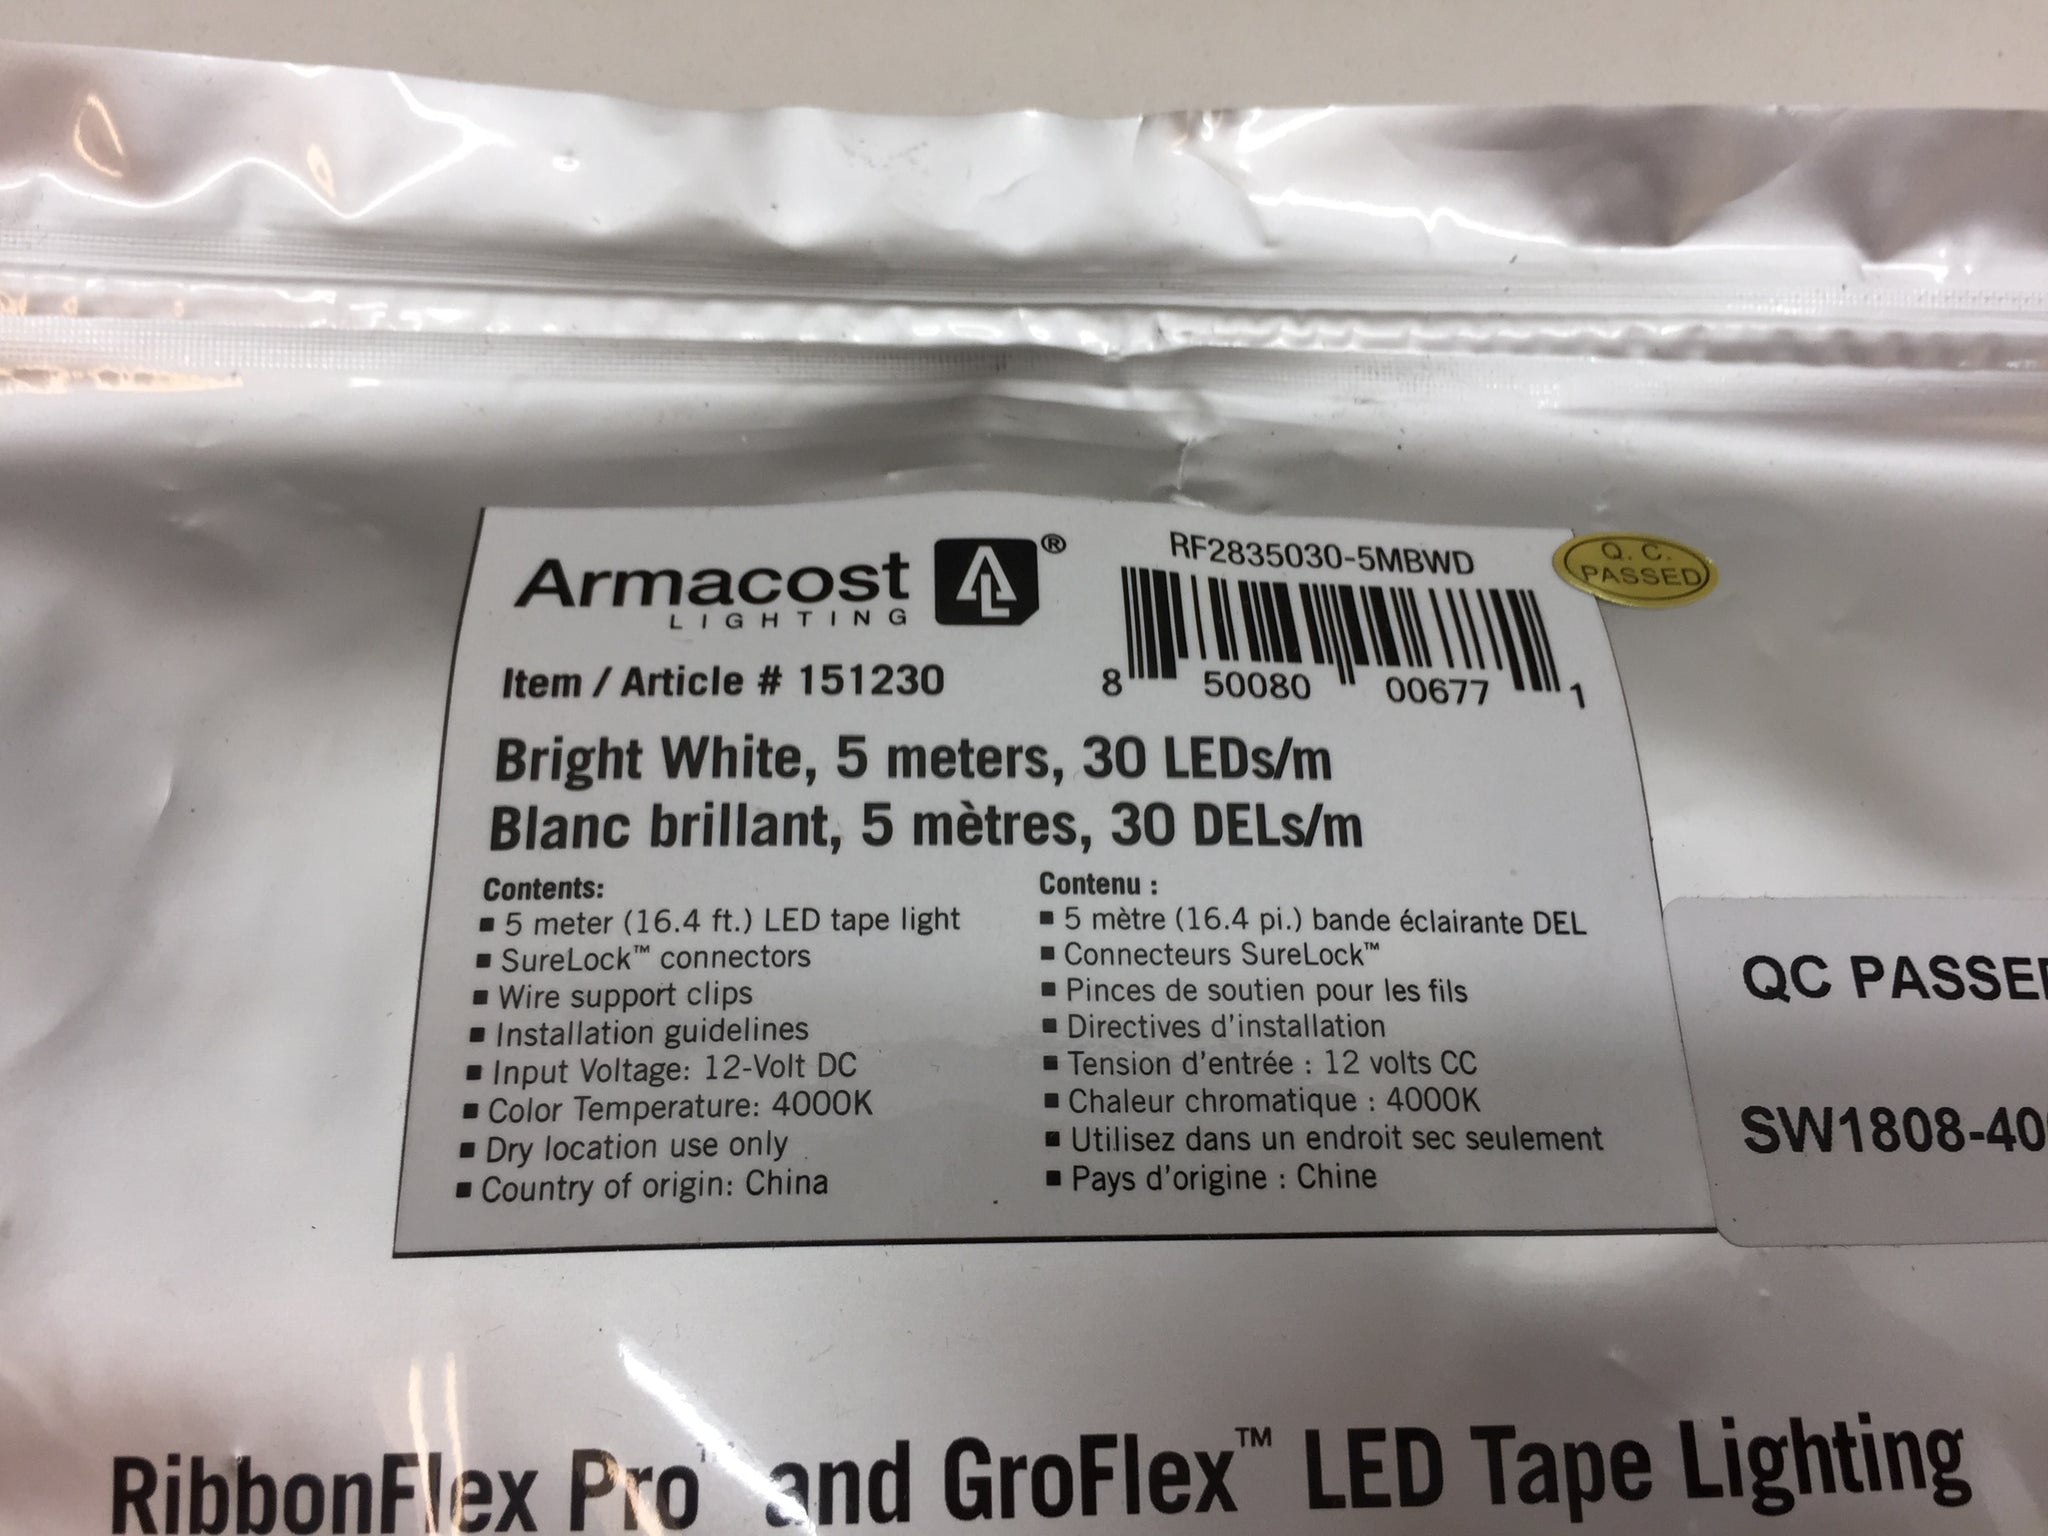 Armacost ®
LIGHTING
RF2835030-5MBWD
Q. C.
PASSED
8 50080 00677 1
Item / Article # 151230
Bright White, 5 meters, 30 LEDs/m
Blanc brillant, 5 mètres, 30 DELs/m
Contents:
▪ 5 meter (16.4 ft.) LED tape light
▪ SureLock™ connectors
▪ Wire support clips
▪ Installation guidelines
▪ Input Voltage: 12-Volt DC
▪ Color Temperature: 4000K
▪ Dry location use only
▪ Country of origin: China
Contenu :
▪ 5 mètre (16.4 pi.) bande éclairante DEL
▪ Connecteurs SureLock™
▪ Pinces de soutien pour les fils
▪ Directives d'installation
▪ Tension d'entrée : 12 volts CC
▪ Chaleur chromatique : 4000K
▪ Utilisez dans un endroit sec seulement
▪ Pays d'origine : Chine
QC PASSE
SW1808-40
RibbonFlex Pro™ and GroFlex™ LED Tape Lighting